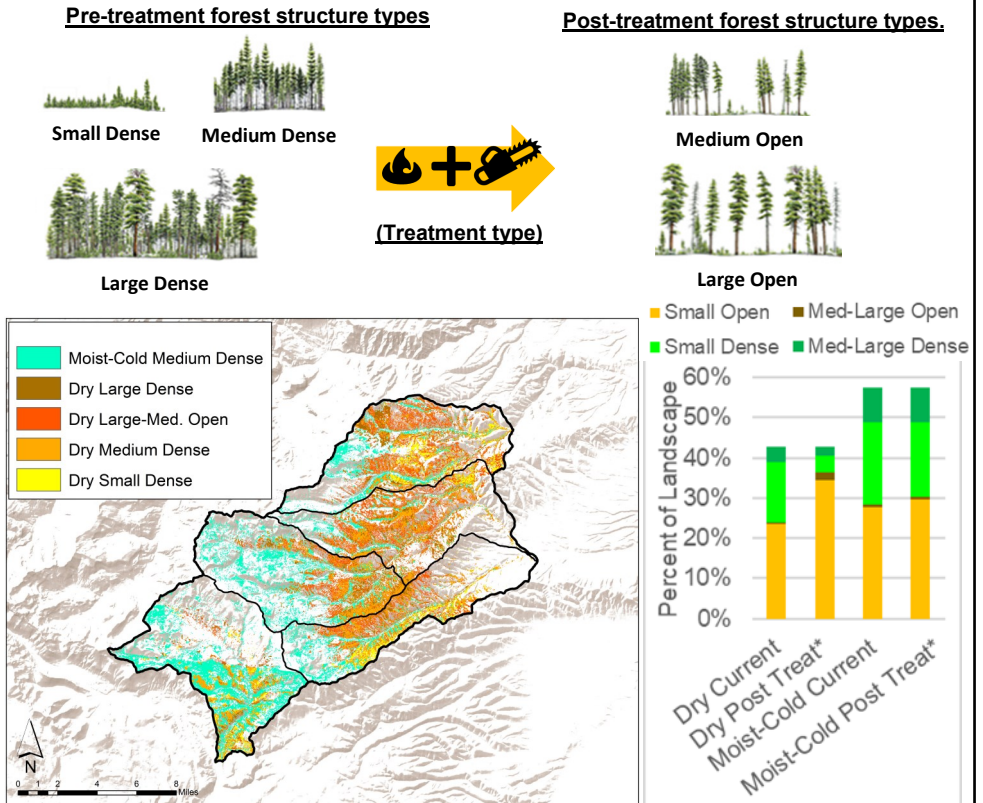 Pre-treatment forest structure types
Post-treatment forest structure types.
Small Dense
Medium Dense
Large Dense
(Treatment type)
Medium Open
Large Open
Moist-Cold Medium Dense
Dry Large Dense
Dry Large-Med. Open
Dry Medium Dense
Dry Small Dense
N
0 1 2 4 6 8
Miles
Small Open
Med-Large Open
Small Dense
Med-Large Dense
Percent of Landscape
60%
50%
40%
30%
20%
10%
0%
Dry Current
Dry Post Treat*
Moist-Cold Current
Moist-Cold Post Treat*